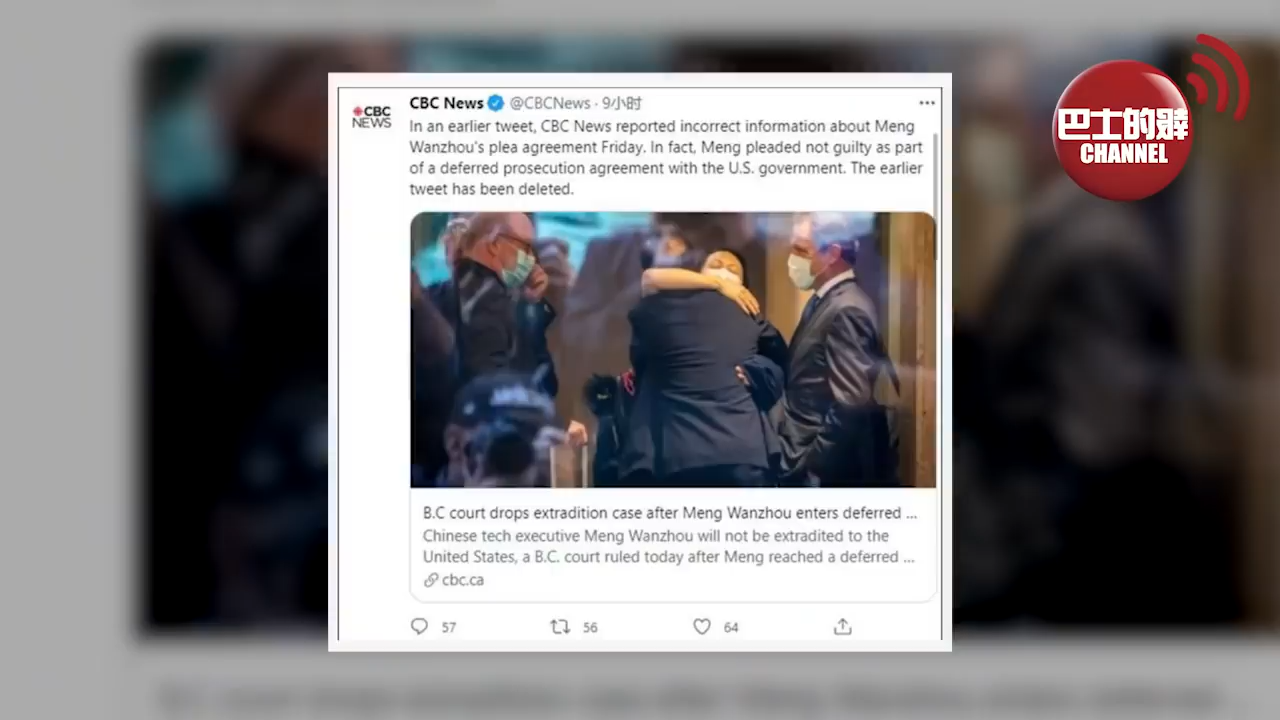 CBC News @CBCNews · 9小时
CBC
NEWS
In an earlier tweet, CBC News reported incorrect information about Meng
Wanzhou's plea agreement Friday. In fact, Meng pleaded not guilty as part
of a deferred prosecution agreement with the U.S. government. The earlier
tweet has been deleted.
B.C court drops extradition case after Meng Wanzhou enters deferred ...
Chinese tech executive Meng Wanzhou will not be extradited to the
United States, a B.C. court ruled today after Meng reached a deferred ...
cbc.ca
57 56 64
巴士的報
CHANNEL